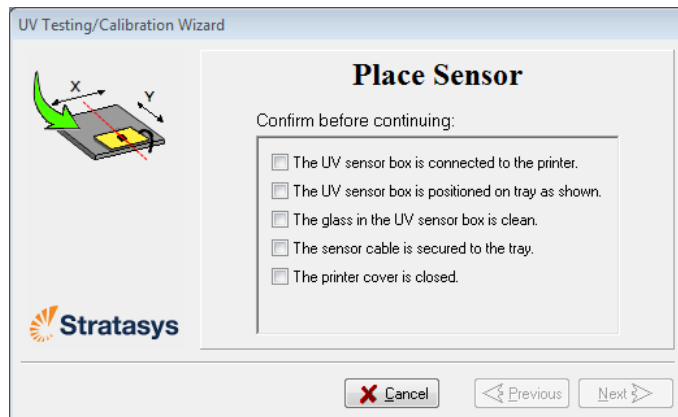 UV Testing/Calibration Wizard
X
Y
Place Sensor
Confirm before continuing:
The UV sensor box is connected to the printer.
The UV sensor box is positioned on tray as shown.
The glass in the UV sensor box is clean.
The sensor cable is secured to the tray.
The printer cover is closed.
Stratasys
Cancel
Previous
Next